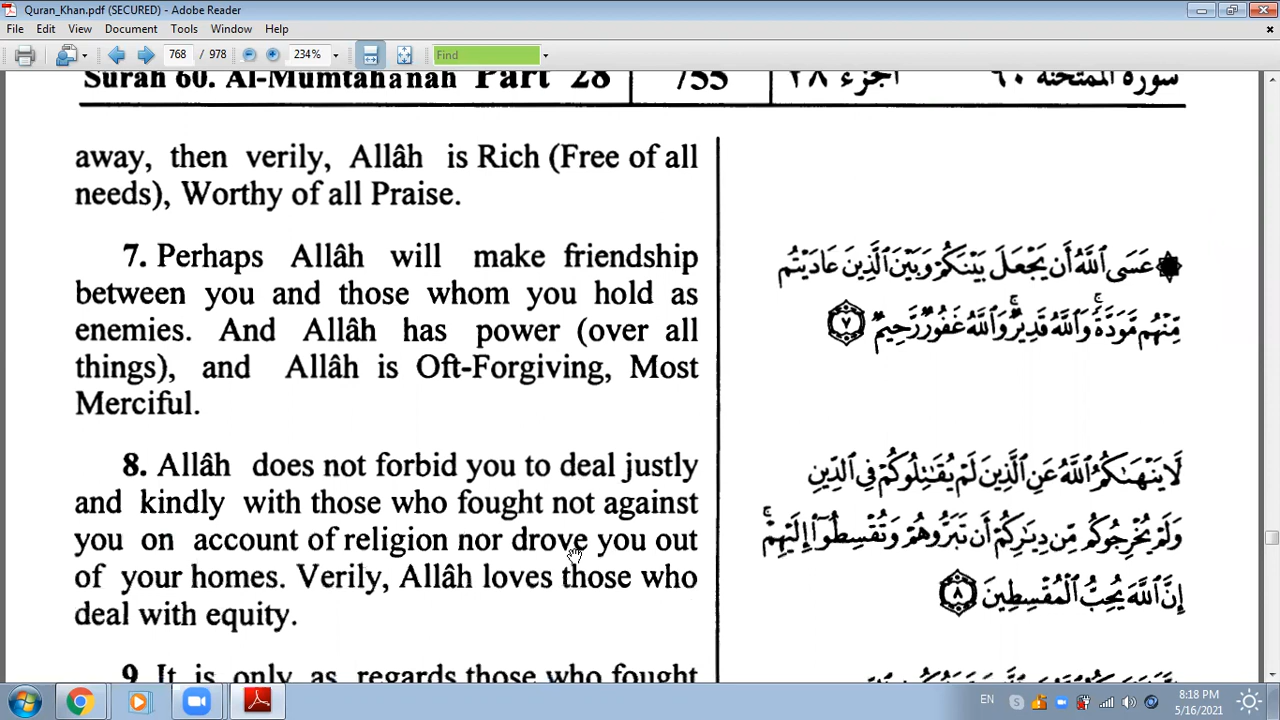 Quran_Khan.pdf (SECURED) - Adobe Reader
File Edit View Document Tools Window Help
768 / 978 234% Find
Surah 60. Al-Mumtahanah Part 28 755 الجزء ٢٨ سورة الممتحنة ٦٠
away, then verily, Allâh is Rich (Free of all
needs), Worthy of all Praise.
7. Perhaps Allâh will make friendship
between you and those whom you hold as
enemies. And Allâh has power (over all
things), and Allâh is Oft-Forgiving, Most
Merciful.
8. Allâh does not forbid you to deal justly
and kindly with those who fought not against
you on account of religion nor drove you out
of your homes. Verily, Allâh loves those who
deal with equity.
9 It is only as regards those who fought
۞ عَسَى ٱللَّهُ أَن يَجْعَلَ بَيْنَكُمْ وَبَيْنَ ٱلَّذِينَ عَادَيْتُم
مِّنْهُم مَّوَدَّةً ۚ وَٱللَّهُ قَدِيرٌ ۚ وَٱللَّهُ غَفُورٌ رَّحِيمٌ ٧
لَّا يَنْهَىٰكُمُ ٱللَّهُ عَنِ ٱلَّذِينَ لَمْ يُقَٰتِلُوكُمْ فِى ٱلدِّينِ
وَلَمْ يُخْرِجُوكُم مِّن دِيَٰرِكُمْ أَن تَبَرُّوهُمْ وَتُقْسِطُوٓا۟ إِلَيْهِمْ ۚ
إِنَّ ٱللَّهَ يُحِبُّ ٱلْمُقْسِطِينَ ٨
EN 8:18 PM
5/16/2021